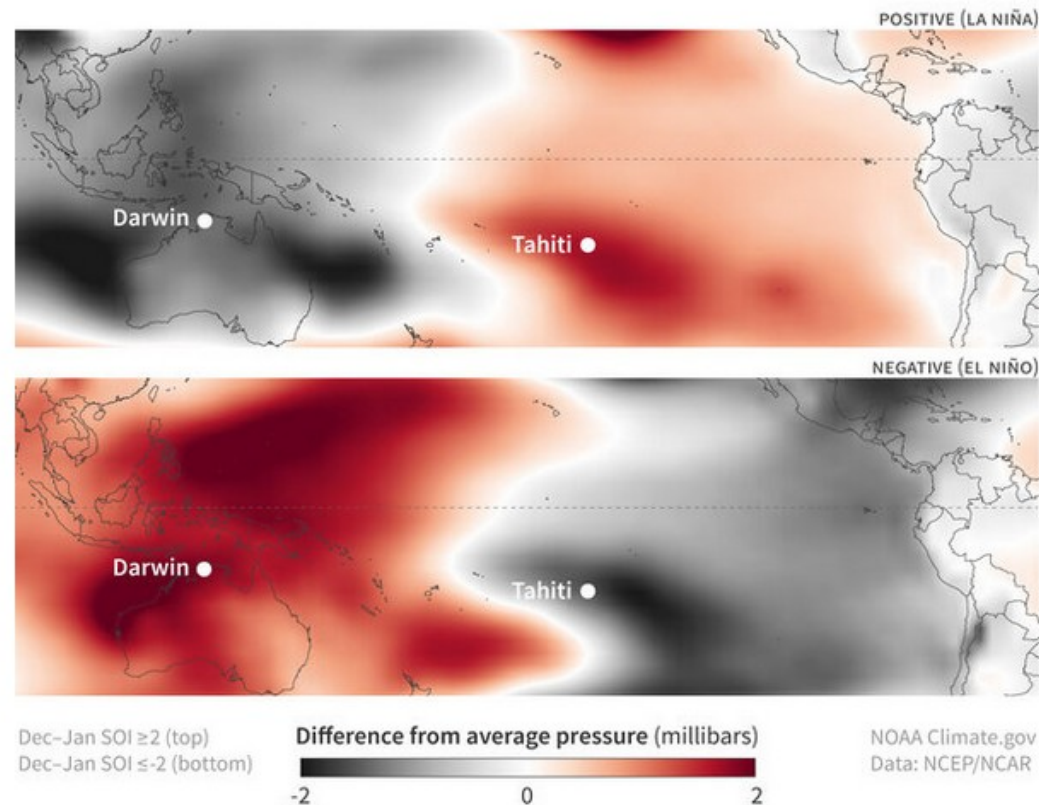 POSITIVE (LA NIÑA)
Darwin
Tahiti
NEGATIVE (EL NIÑO)
Darwin
Tahiti
Dec–Jan SOI ≥2 (top)
Dec–Jan SOI ≤-2 (bottom)
Difference from average pressure (millibars)
-2 0 2
NOAA Climate.gov
Data: NCEP/NCAR